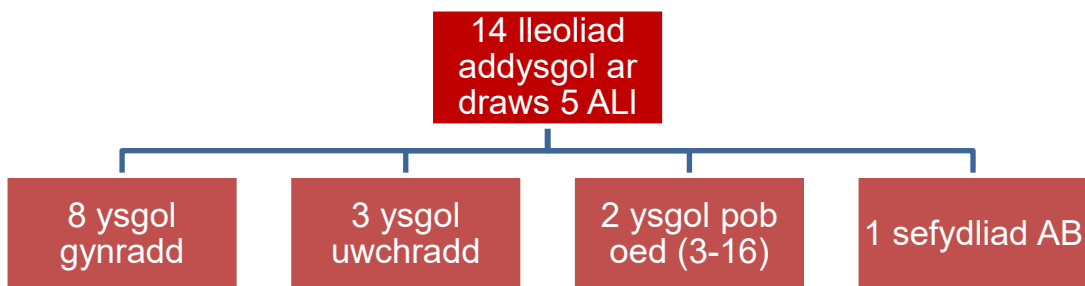 14 lleoliad
addysgol ar
draws 5 ALl
8 ysgol
gynradd
3 ysgol
uwchradd
2 ysgol pob
oed (3-16)
1 sefydliad AB